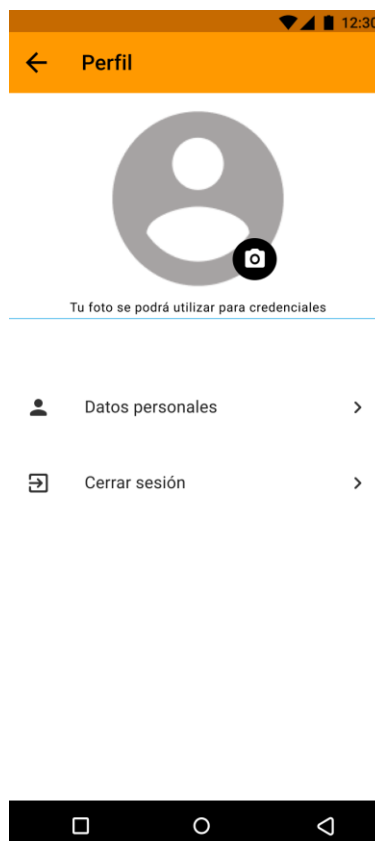 12:30
Perfil
Tu foto se podrá utilizar para credenciales
Datos personales
Cerrar sesión